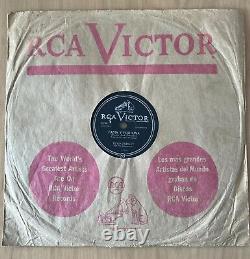 RCA VICTOR
RCA VICTOR
The World's
Greatest Artists
Are On
RCA Victor
Records
Los más grandes
Artistas del Mundo
graban en
Discos
RCA Victor